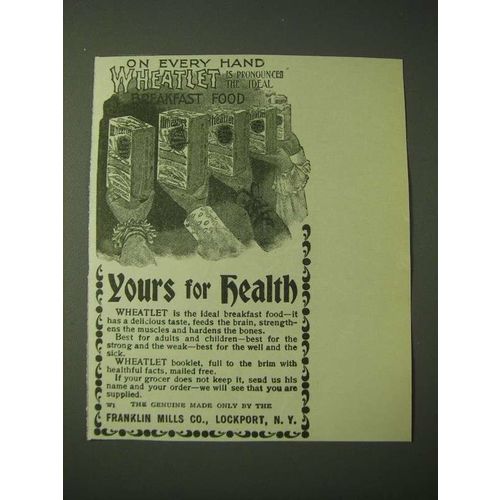 ON EVERY HAND
WHEATLET IS PRONOUNCED
THE IDEAL
BREAKFAST FOOD
Wheatlet
Wheatlet
Wheatlet
Yours for Health
WHEATLET is the ideal breakfast food—it
has a delicious taste, feeds the brain, strength-
ens the muscles and hardens the bones.
Best for adults and children—best for the
strong and the weak—best for the well and the
sick.
WHEATLET booklet, full to the brim with
healthful facts, mailed free.
If your grocer does not keep it, send us his
name and your order—we will see that you are
supplied.
THE GENUINE MADE ONLY BY THE
FRANKLIN MILLS CO., LOCKPORT, N. Y.